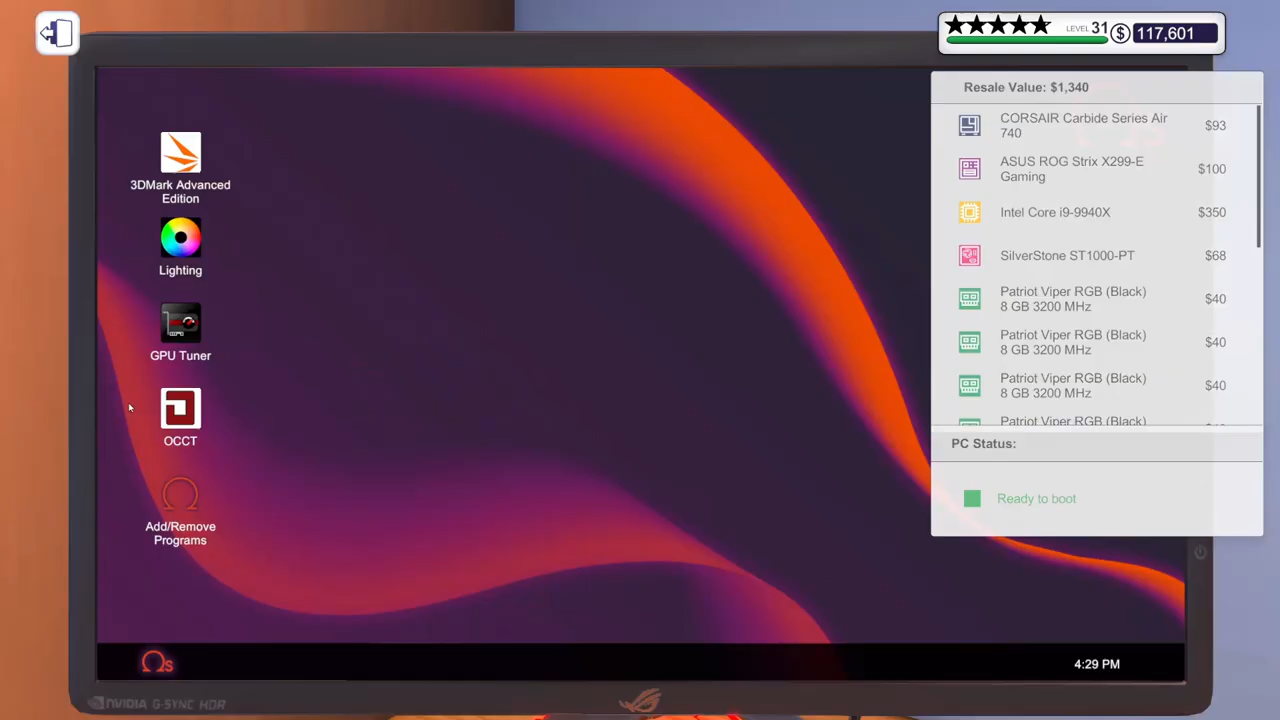 LEVEL 31
$ 117,601
Resale Value: $1,340
CORSAIR Carbide Series Air
740
$93
ASUS ROG Strix X299-E
Gaming
$100
Intel Core i9-9940X
$350
SilverStone ST1000-PT
$68
Patriot Viper RGB (Black)
8 GB 3200 MHz
$40
Patriot Viper RGB (Black)
8 GB 3200 MHz
$40
Patriot Viper RGB (Black)
8 GB 3200 MHz
$40
Patriot Viper RGB (Black)
PC Status:
Ready to boot
3DMark Advanced
Edition
Lighting
GPU Tuner
OCCT
Add/Remove
Programs
Ωs
4:29 PM
NVIDIA G-SYNC HDR